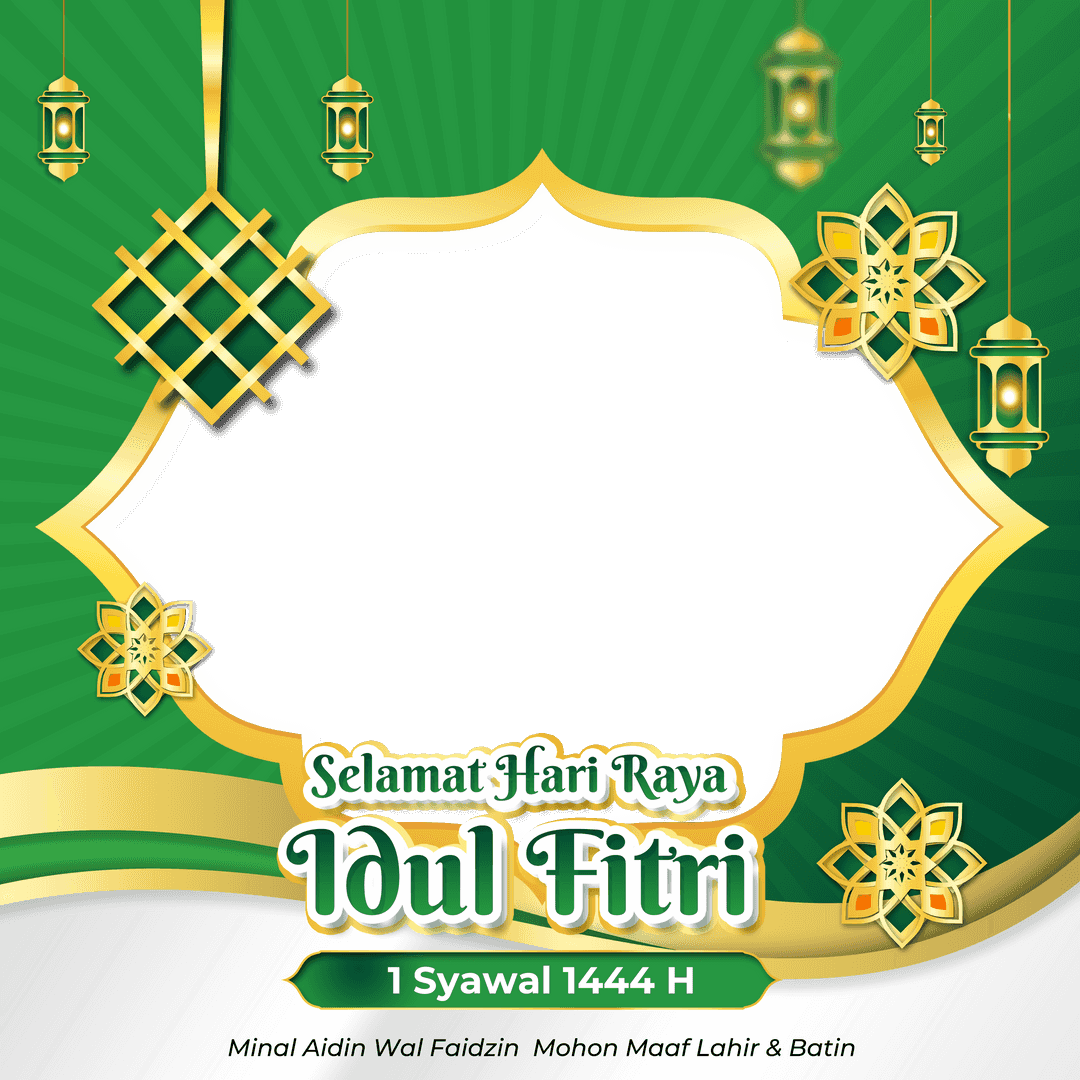 Selamat Hari Raya
Idul Fitri
1 Syawal 1444 H
Minal Aidin Wal Faidzin Mohon Maaf Lahir & Batin